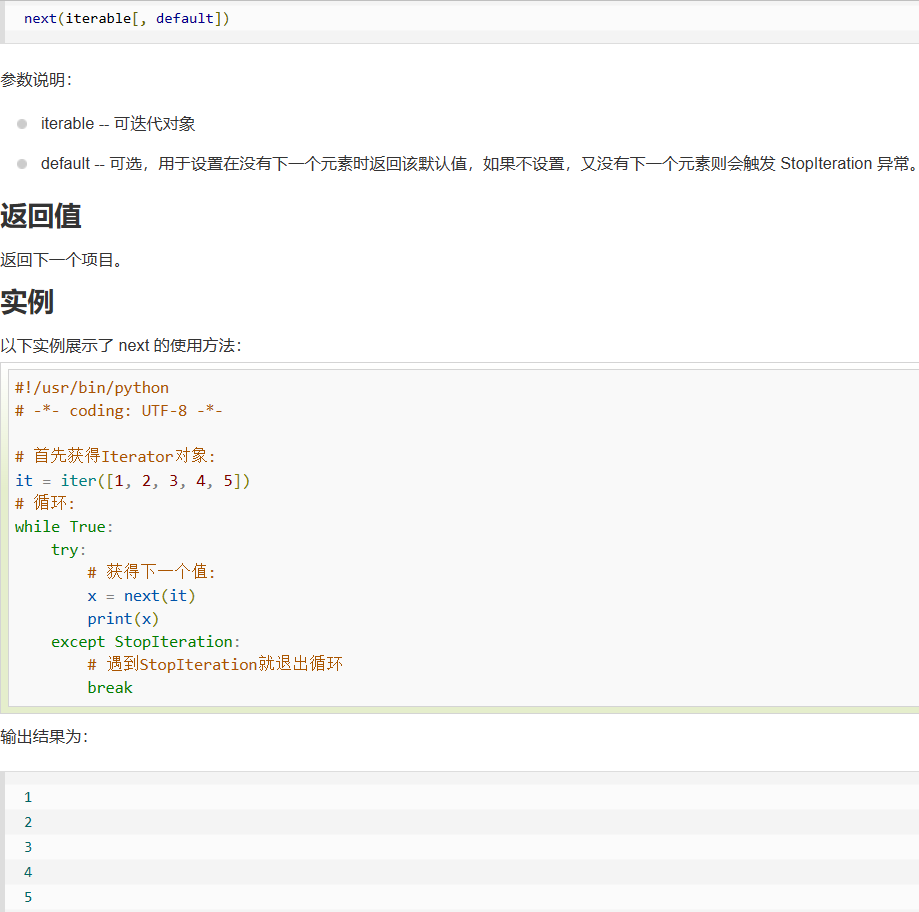 next(iterable[, default])
参数说明：
iterable -- 可迭代对象
default -- 可选，用于设置在没有下一个元素时返回该默认值，如果不设置，又没有下一个元素则会触发 StopIteration 异常。
返回值
返回下一个项目。
实例
以下实例展示了 next 的使用方法：
#!/usr/bin/python
# -*- coding: UTF-8 -*-
# 首先获得Iterator对象:
it = iter([1, 2, 3, 4, 5])
# 循环:
while True:
    try:
        # 获得下一个值:
        x = next(it)
        print(x)
    except StopIteration:
        # 遇到StopIteration就退出循环
        break
输出结果为：
1
2
3
4
5